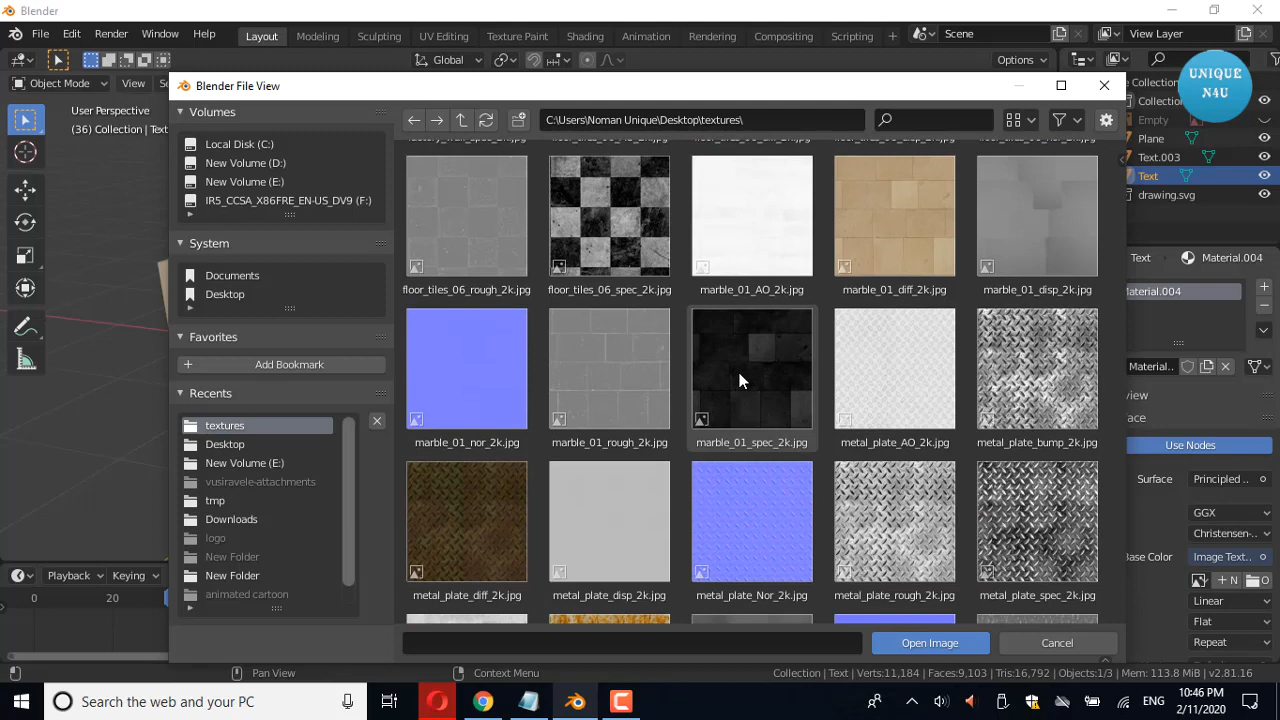 Blender
File Edit Render Window Help Layout Modeling Sculpting UV Editing Texture Paint Shading Animation Rendering Compositing Scripting Scene View Layer
Global Options
Object Mode View
UNIQUE
N4U
User Perspective
(36) Collection | Text
Blender File View
Volumes
Local Disk (C:)
New Volume (D:)
New Volume (E:)
IR5_CCSA_X86FRE_EN-US_DV9 (F:)
System
Documents
Desktop
Favorites
Add Bookmark
Recents
textures
Desktop
New Volume (E:)
vusiravele-attachments
tmp
Downloads
logo
New Folder
New Folder
animated cartoon
C:\Users\Noman Unique\Desktop\textures\
floor_tiles_06_rough_2k.jpg floor_tiles_06_spec_2k.jpg marble_01_AO_2k.jpg marble_01_diff_2k.jpg marble_01_disp_2k.jpg
marble_01_nor_2k.jpg marble_01_rough_2k.jpg marble_01_spec_2k.jpg metal_plate_AO_2k.jpg metal_plate_bump_2k.jpg
metal_plate_diff_2k.jpg metal_plate_disp_2k.jpg metal_plate_Nor_2k.jpg metal_plate_rough_2k.jpg metal_plate_spec_2k.jpg
Open Image Cancel
Collection
Empty
Plane
Text.003
Text
drawing.svg
Text Material.004
Material.004
Material..
Use Nodes
Surface Principled ..
GGX
Christensen-..
Base Color Image Text..
Linear
Flat
Repeat
Playback Keying
0 20
Pan View Context Menu Collection | Text | Verts:11,184 | Faces:9,103 | Tris:16,792 | Objects:1/3 | Mem: 113.8 MiB | v2.81.16
Search the web and your PC
ENG
10:46 PM
2/11/2020